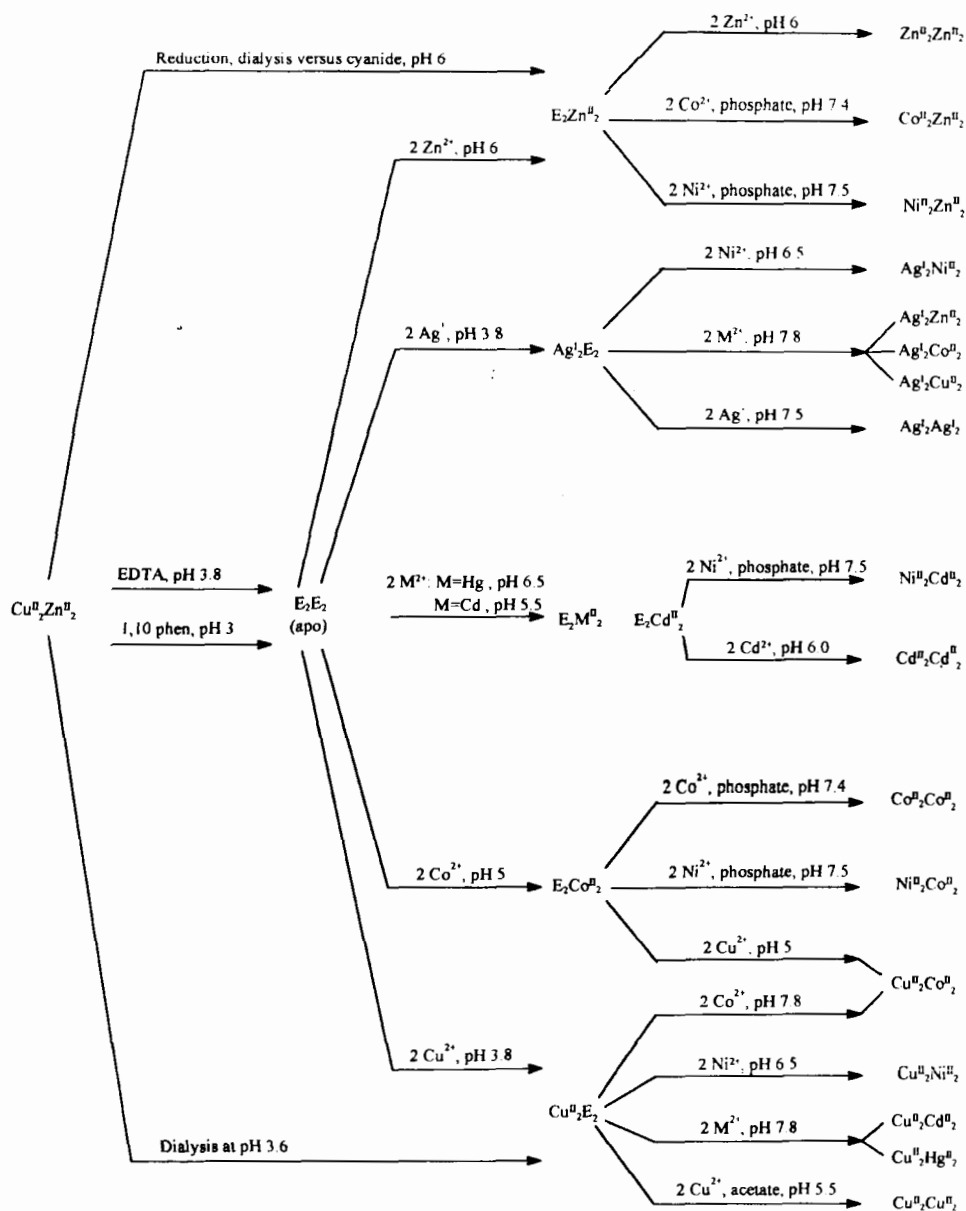 2 Zn²⁺, pH 6
Znᴵᴵ₂Znᴵᴵ₂
Reduction, dialysis versus cyanide, pH 6
E₂Znᴵᴵ₂
2 Co²⁺, phosphate, pH 7.4
Coᴵᴵ₂Znᴵᴵ₂
2 Zn²⁺, pH 6
2 Ni²⁺, phosphate, pH 7.5
Niᴵᴵ₂Znᴵᴵ₂
2 Ni²⁺, pH 6.5
Agᴵ₂Niᴵᴵ₂
2 Agᴵ, pH 3.8
Agᴵ₂E₂
2 M²⁺, pH 7.8
Agᴵ₂Znᴵᴵ₂
Agᴵ₂Coᴵᴵ₂
Agᴵ₂Cuᴵᴵ₂
2 Ag⁺, pH 7.5
Agᴵ₂Agᴵ₂
Cuᴵᴵ₂Znᴵᴵ₂
EDTA, pH 3.8
1,10 phen, pH 3
E₂E₂
(apo)
2 M²⁺: M=Hg, pH 6.5
M=Cd, pH 5.5
E₂Mᴵᴵ₂
E₂Cdᴵᴵ₂
2 Ni²⁺, phosphate, pH 7.5
Niᴵᴵ₂Cdᴵᴵ₂
2 Cd²⁺, pH 6.0
Cdᴵᴵ₂Cdᴵᴵ₂
2 Co²⁺, phosphate, pH 7.4
Coᴵᴵ₂Coᴵᴵ₂
2 Co²⁺, pH 5
E₂Coᴵᴵ₂
2 Ni²⁺, phosphate, pH 7.5
Niᴵᴵ₂Coᴵᴵ₂
2 Cu²⁺, pH 5
Cuᴵᴵ₂Coᴵᴵ₂
2 Co²⁺, pH 7.8
2 Cu²⁺, pH 3.8
Cuᴵᴵ₂E₂
2 Ni²⁺, pH 6.5
Cuᴵᴵ₂Niᴵᴵ₂
2 M²⁺, pH 7.8
Cuᴵᴵ₂Cdᴵᴵ₂
Cuᴵᴵ₂Hgᴵᴵ₂
Dialysis at pH 3.6
2 Cu²⁺, acetate, pH 5.5
Cuᴵᴵ₂Cuᴵᴵ₂